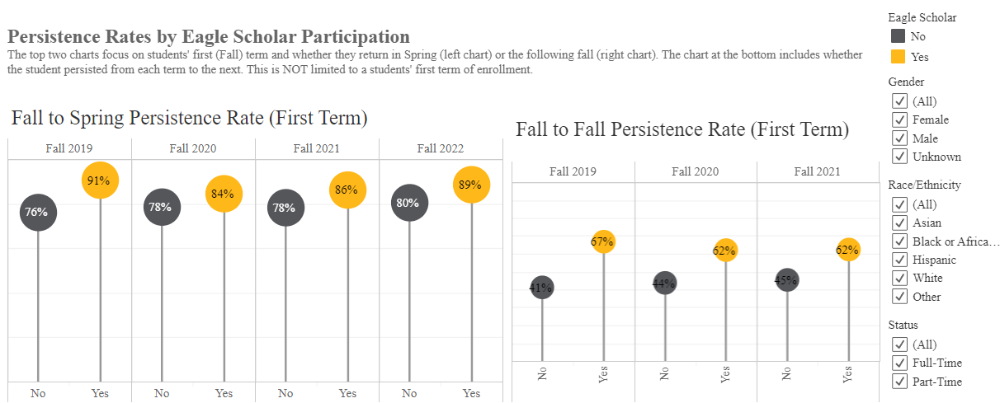 Persistence Rates by Eagle Scholar Participation
The top two charts focus on students' first (Fall) term and whether they return in Spring (left chart) or the following fall (right chart). The chart at the bottom includes whether
the student persisted from each term to the next. This is NOT limited to a students' first term of enrollment.
Fall to Spring Persistence Rate (First Term)
Fall 2019 Fall 2020 Fall 2021 Fall 2022
76% 91% 78% 84% 78% 86% 80% 89%
No Yes No Yes No Yes No Yes
Fall to Fall Persistence Rate (First Term)
Fall 2019 Fall 2020 Fall 2021
41% 67% 44% 62% 45% 62%
No Yes No Yes No Yes
Eagle Scholar
No
Yes
Gender
(All)
Female
Male
Unknown
Race/Ethnicity
(All)
Asian
Black or Africa...
Hispanic
White
Other
Status
(All)
Full-Time
Part-Time